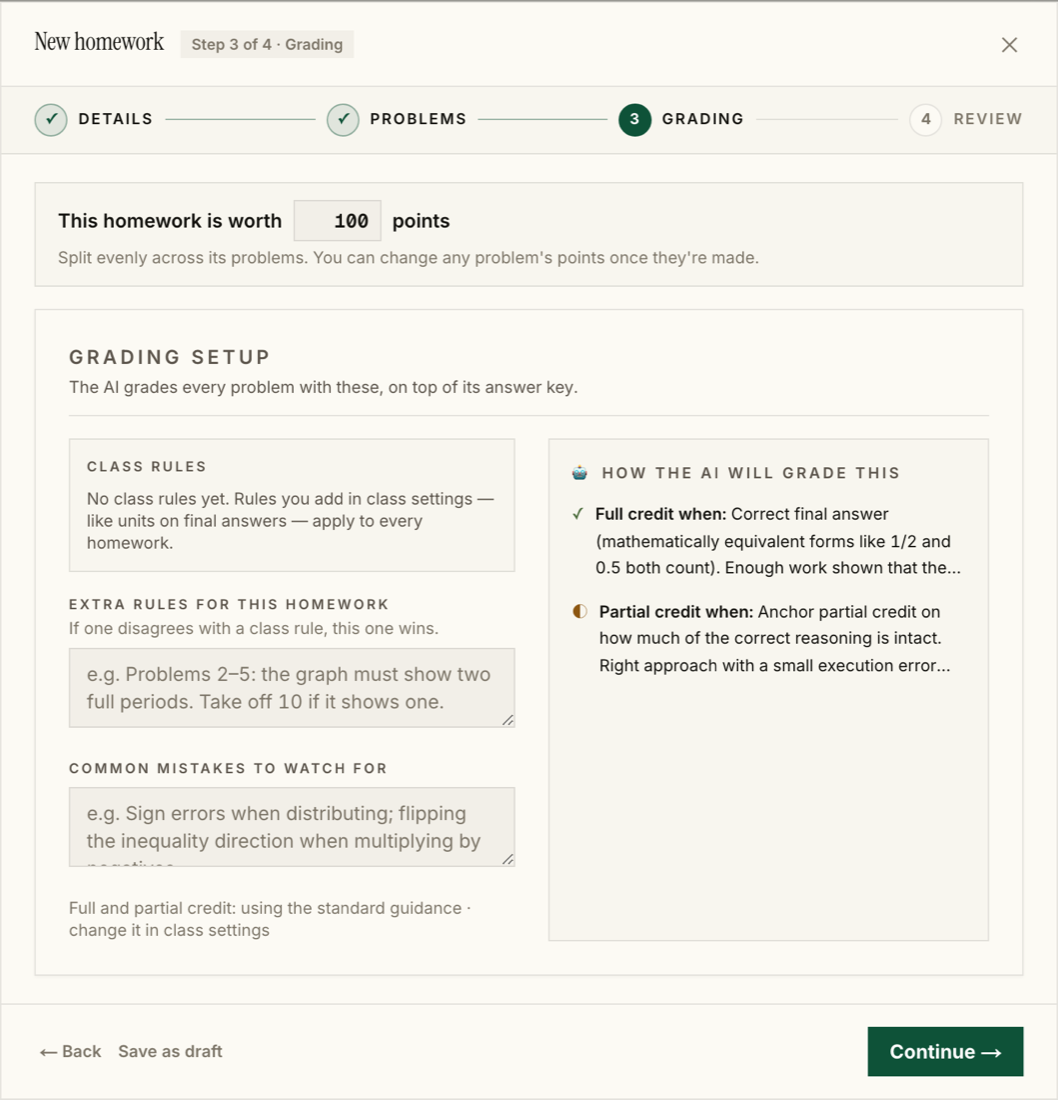 New homework
Step 3 of 4 · Grading
✓ DETAILS
✓ PROBLEMS
3 GRADING
4 REVIEW
This homework is worth 100 points
Split evenly across its problems. You can change any problem's points once they're made.
GRADING SETUP
The AI grades every problem with these, on top of its answer key.
CLASS RULES
No class rules yet. Rules you add in class settings —
like units on final answers — apply to every
homework.
EXTRA RULES FOR THIS HOMEWORK
If one disagrees with a class rule, this one wins.
e.g. Problems 2–5: the graph must show two
full periods. Take off 10 if it shows one.
COMMON MISTAKES TO WATCH FOR
e.g. Sign errors when distributing; flipping
the inequality direction when multiplying by
Full and partial credit: using the standard guidance ·
change it in class settings
HOW THE AI WILL GRADE THIS
✓ Full credit when: Correct final answer
(mathematically equivalent forms like 1/2 and
0.5 both count). Enough work shown that the…
Partial credit when: Anchor partial credit on
how much of the correct reasoning is intact.
Right approach with a small execution error…
← Back
Save as draft
Continue →